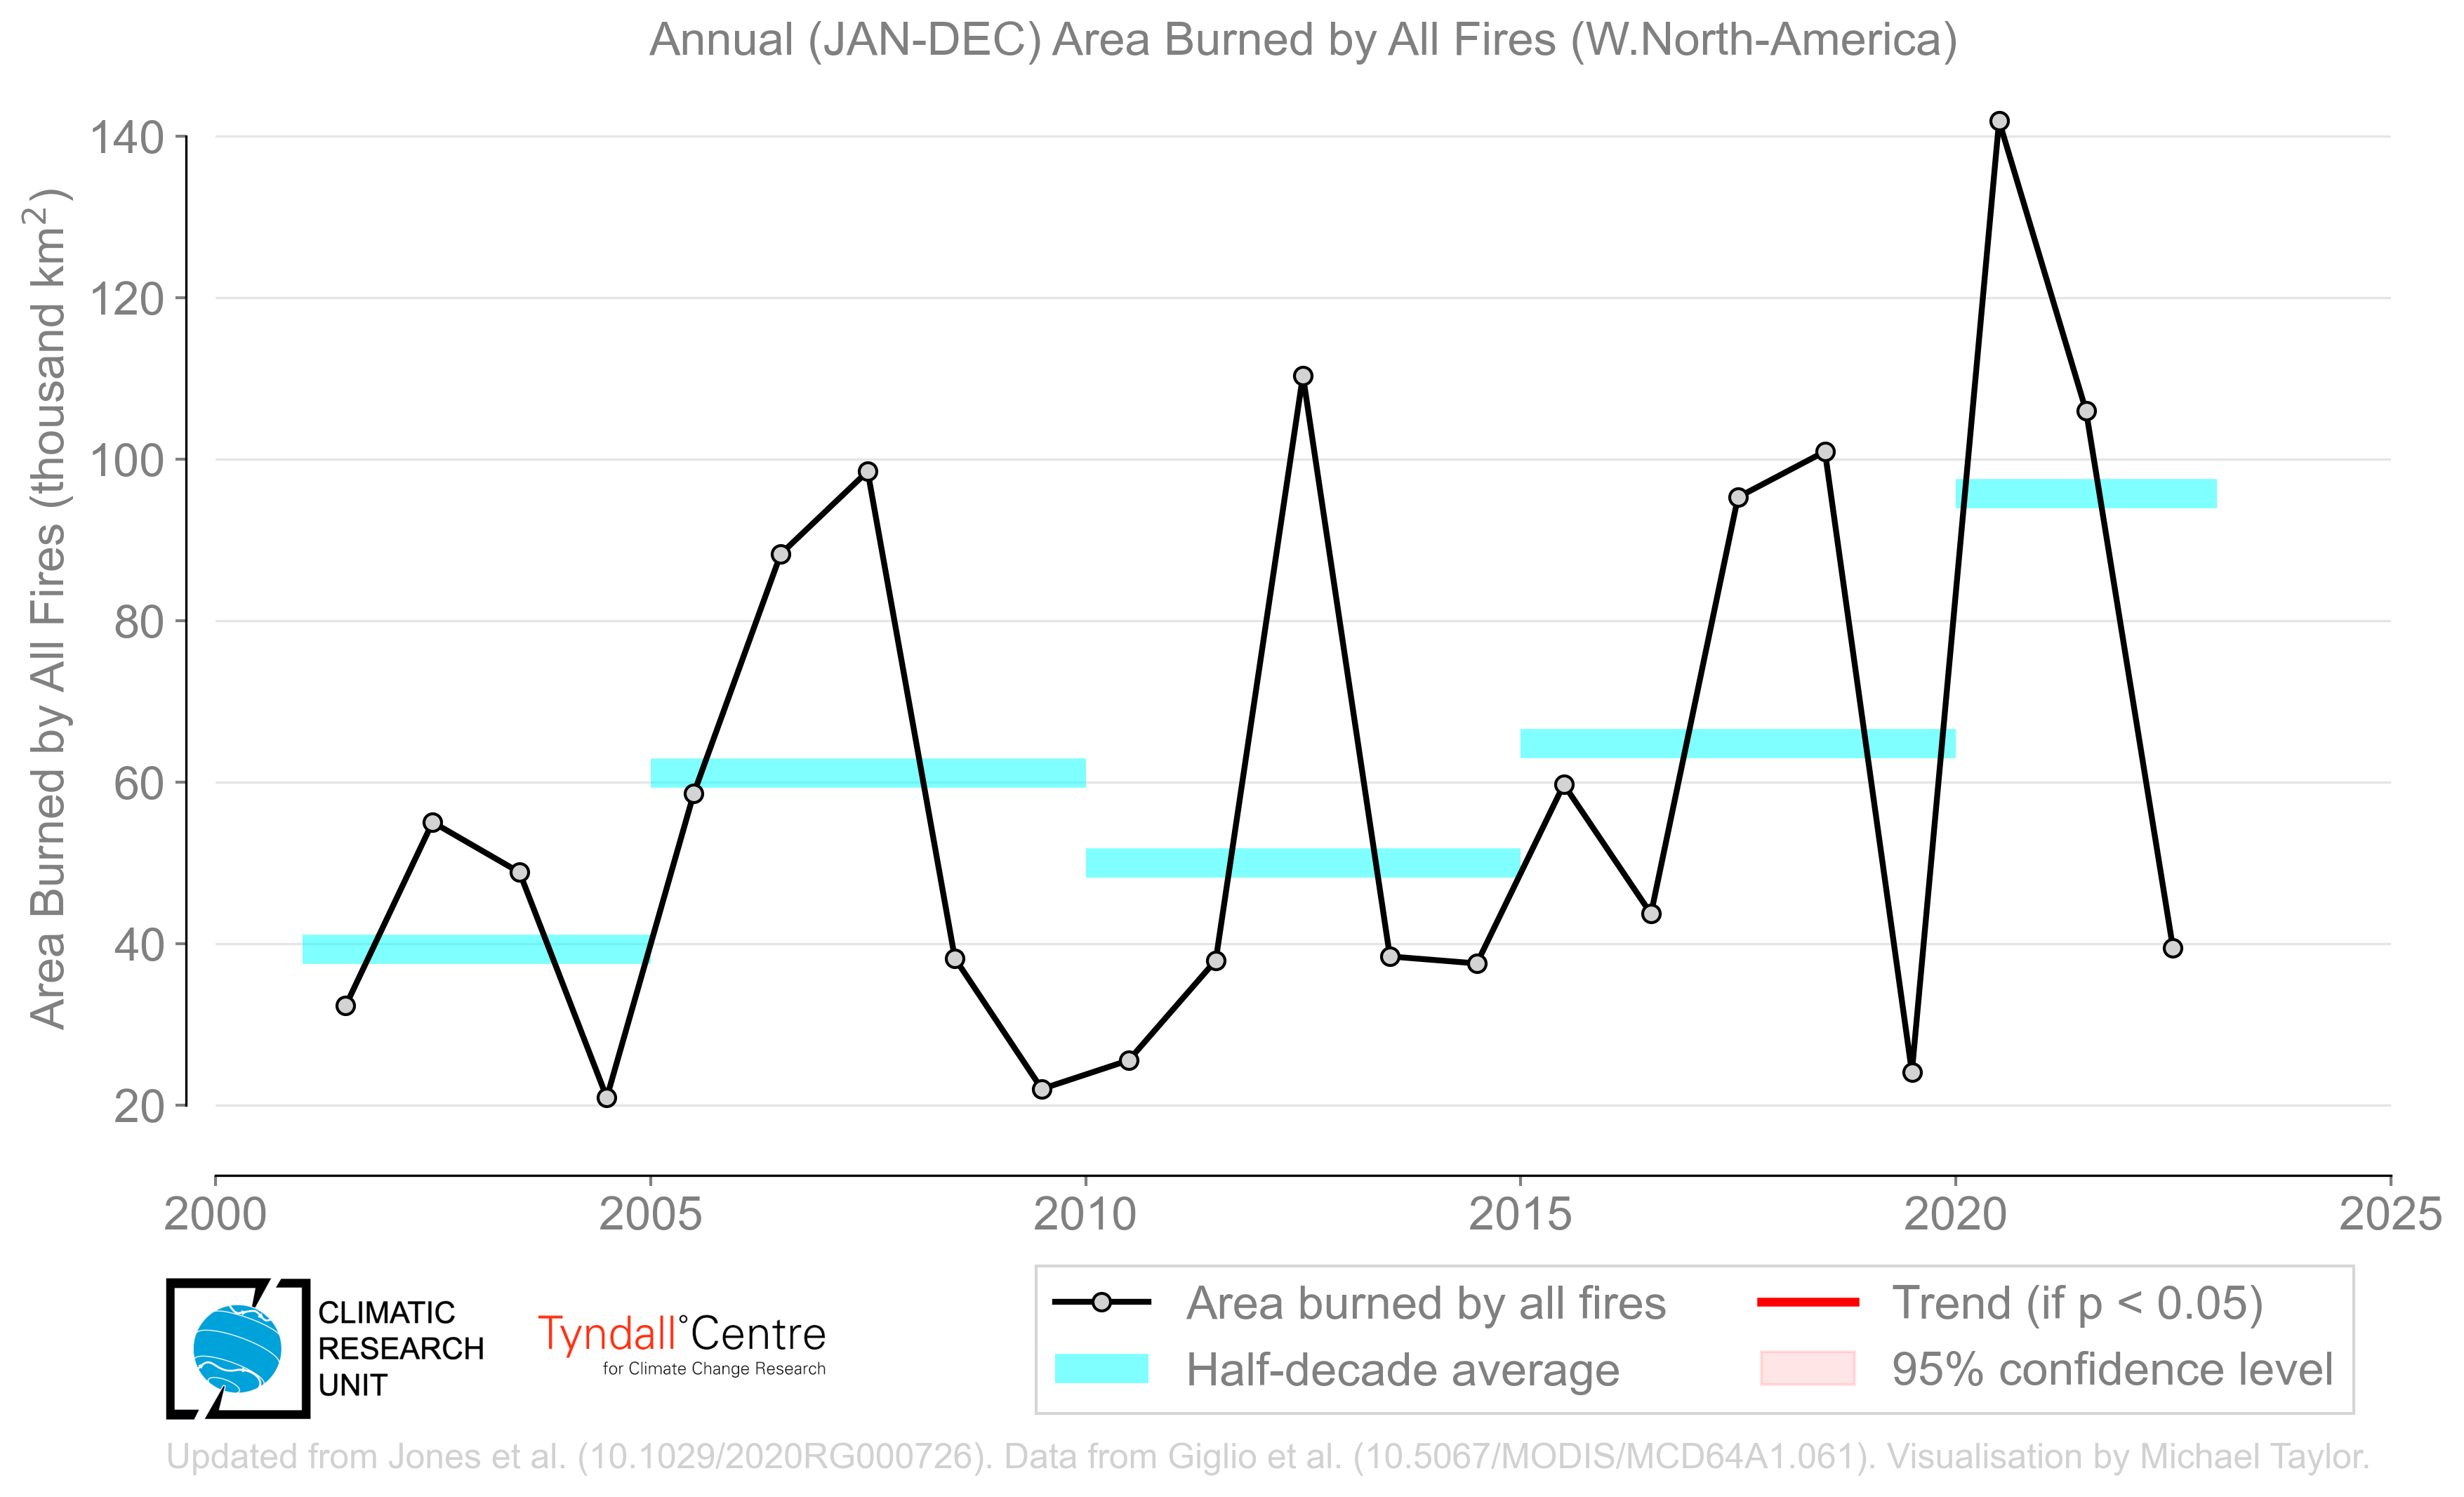 Annual (JAN-DEC) Area Burned by All Fires (W.North-America)
Area Burned by All Fires (thousand km²)
140
120
100
80
60
40
20
2000 2005 2010 2015 2020 2025
Area burned by all fires
Half-decade average
Trend (if p < 0.05)
95% confidence level
CLIMATIC
RESEARCH
UNIT
Tyndall°Centre
for Climate Change Research
Updated from Jones et al. (10.1029/2020RG000726). Data from Giglio et al. (10.5067/MODIS/MCD64A1.061). Visualisation by Michael Taylor.